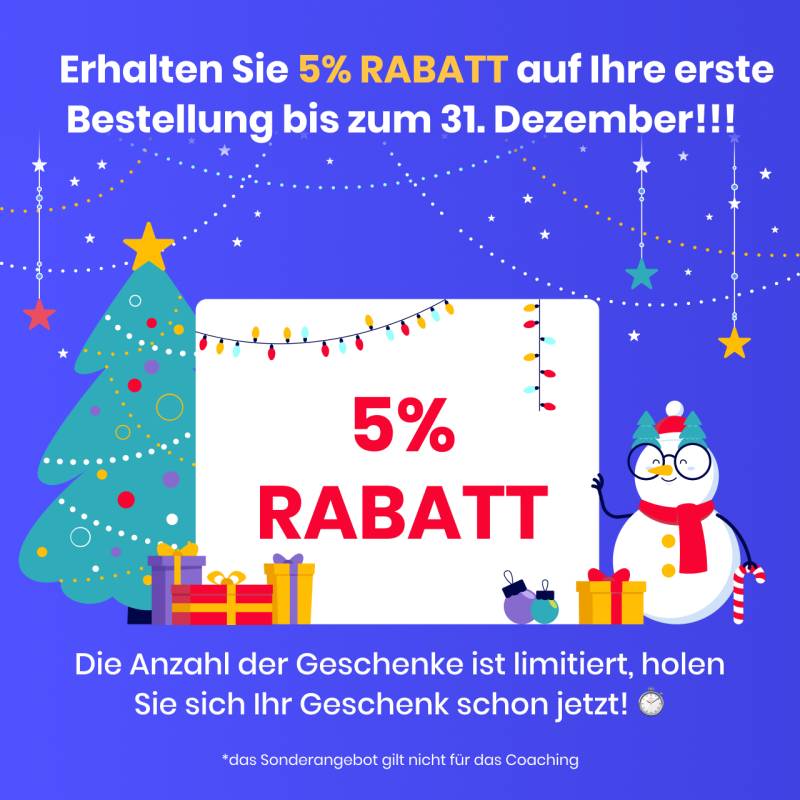 Erhalten Sie 5% RABATT auf Ihre erste
Bestellung bis zum 31. Dezember!!!
5%
RABATT
Die Anzahl der Geschenke ist limitiert, holen
Sie sich Ihr Geschenk schon jetzt! ⏱️
*das Sonderangebot gilt nicht für das Coaching